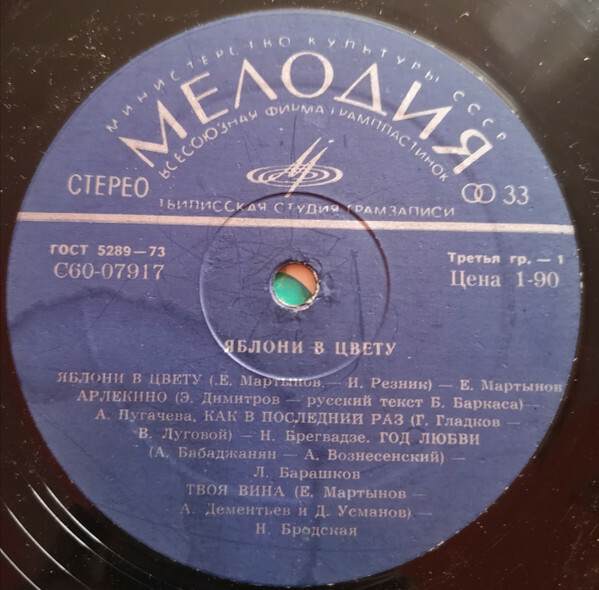 МИНИСТЕРСТВО КУЛЬТУРЫ СССР
МЕЛОДИЯ
ВСЕСОЮЗНАЯ ФИРМА ГРАМПЛАСТИНОК
СТЕРЕО
33
ТБИЛИССКАЯ СТУДИЯ ГРАМЗАПИСИ
ГОСТ 5289—73
Третья гр. — 1
С60-07917
Цена 1-90
ЯБЛОНИ В ЦВЕТУ
ЯБЛОНИ В ЦВЕТУ (.Е. Мартынов — И. Резник) — Е. Мартынов
АРЛЕКИНО (Э. Димитров — русский текст Б. Баркаса) —
А. Пугачева, КАК В ПОСЛЕДНИЙ РАЗ (Г. Гладков —
В. Луговой) — Н. Брегвадзе. ГОД ЛЮБВИ
(А. Бабаджанян — А. Вознесенский) —
Л. Барашков
ТВОЯ ВИНА (Е. Мартынов —
А. Дементьев и Д. Усманов) —
Н. Бродская